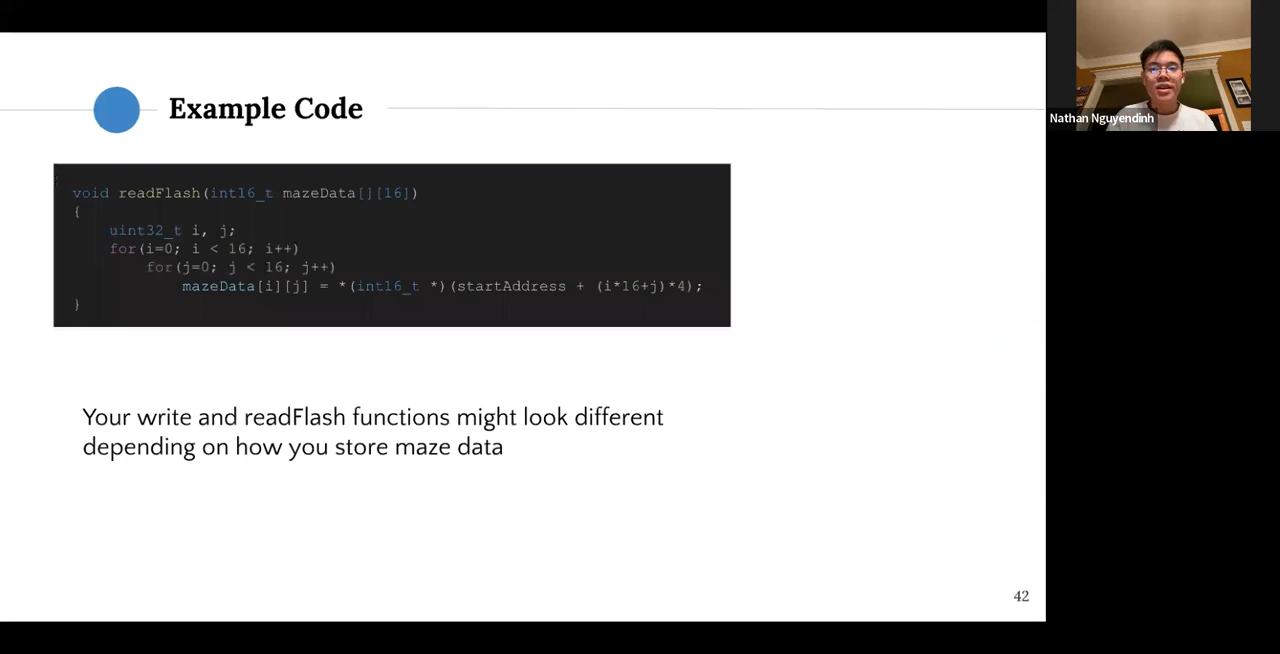 Example Code
void readFlash(int16_t mazeData[][16])
{
uint32_t i, j;
for(i=0; i < 16; i++)
for(j=0; j < 16; j++)
mazeData[i][j] = *(int16_t *)(startAddress + (i*16+j)*4);
}
Your write and readFlash functions might look different
depending on how you store maze data
42
Nathan Nguyendinh